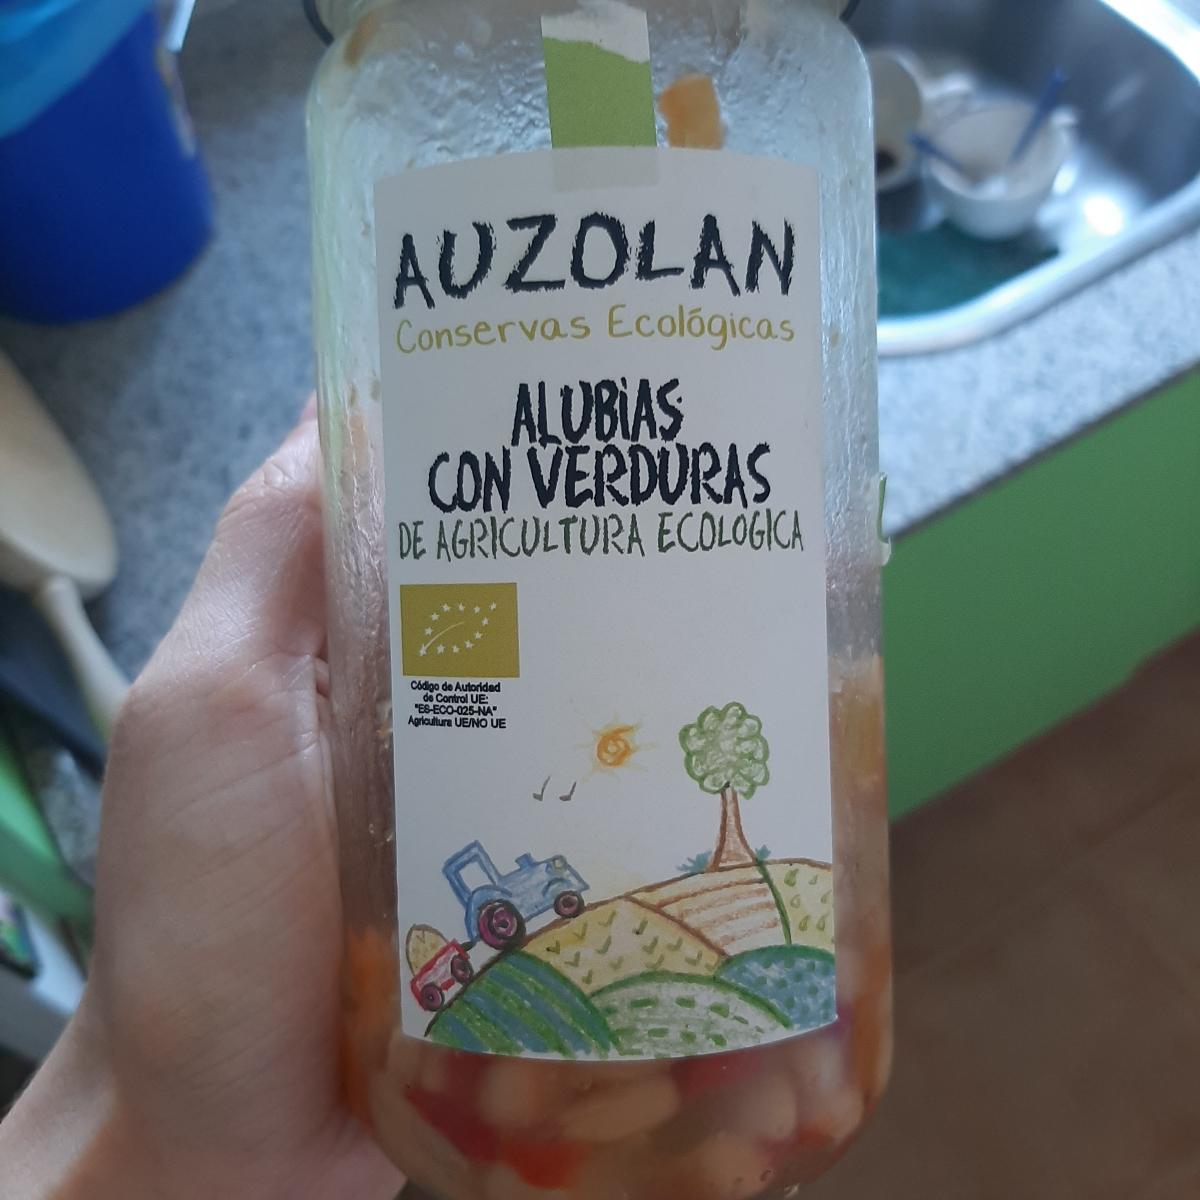 AUZOLAN
Conservas Ecológicas
ALUBiAS
CON VERDURAS
DE AGRICULTURA ECOLOGICA
Código de Autoridad
de Control UE:
"ES-ECO-025-NA"
Agricultura UE/NO UE